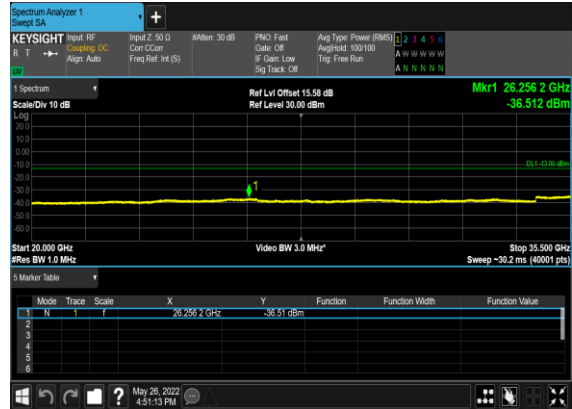 Spectrum Analyzer 1
Swept SA
+
KEYSIGHT Input: RF Input Z: 50 Ω #Atten: 30 dB PNO: Fast Avg Type: Power (RMS) 1 2 3 4 5 6
R T Coupling: DC Corr CCorr Gate: Off Avg|Hold: 100/100 A W W W W W
Align: Auto Freq Ref: Int (S) IF Gain: Low Trig: Free Run
Sig Track: Off A N N N N N
1 Spectrum Ref Lvl Offset 15.58 dB Mkr1 26.256 2 GHz
Scale/Div 10 dB Ref Level 30.00 dBm -36.512 dBm
Log
20.0
10.0
0.00
-10.0 DL1 -13.00 dBm
-20.0
-30.0 1
-40.0
-50.0
-60.0
Start 20.000 GHz Video BW 3.0 MHz* Stop 35.500 GHz
#Res BW 1.0 MHz Sweep ~30.2 ms (40001 pts)
5 Marker Table
Mode Trace Scale X Y Function Function Width Function Value
1 N 1 f 26.256 2 GHz -36.51 dBm
2
3
4
5
6
? May 26, 2022
4:51:13 PM